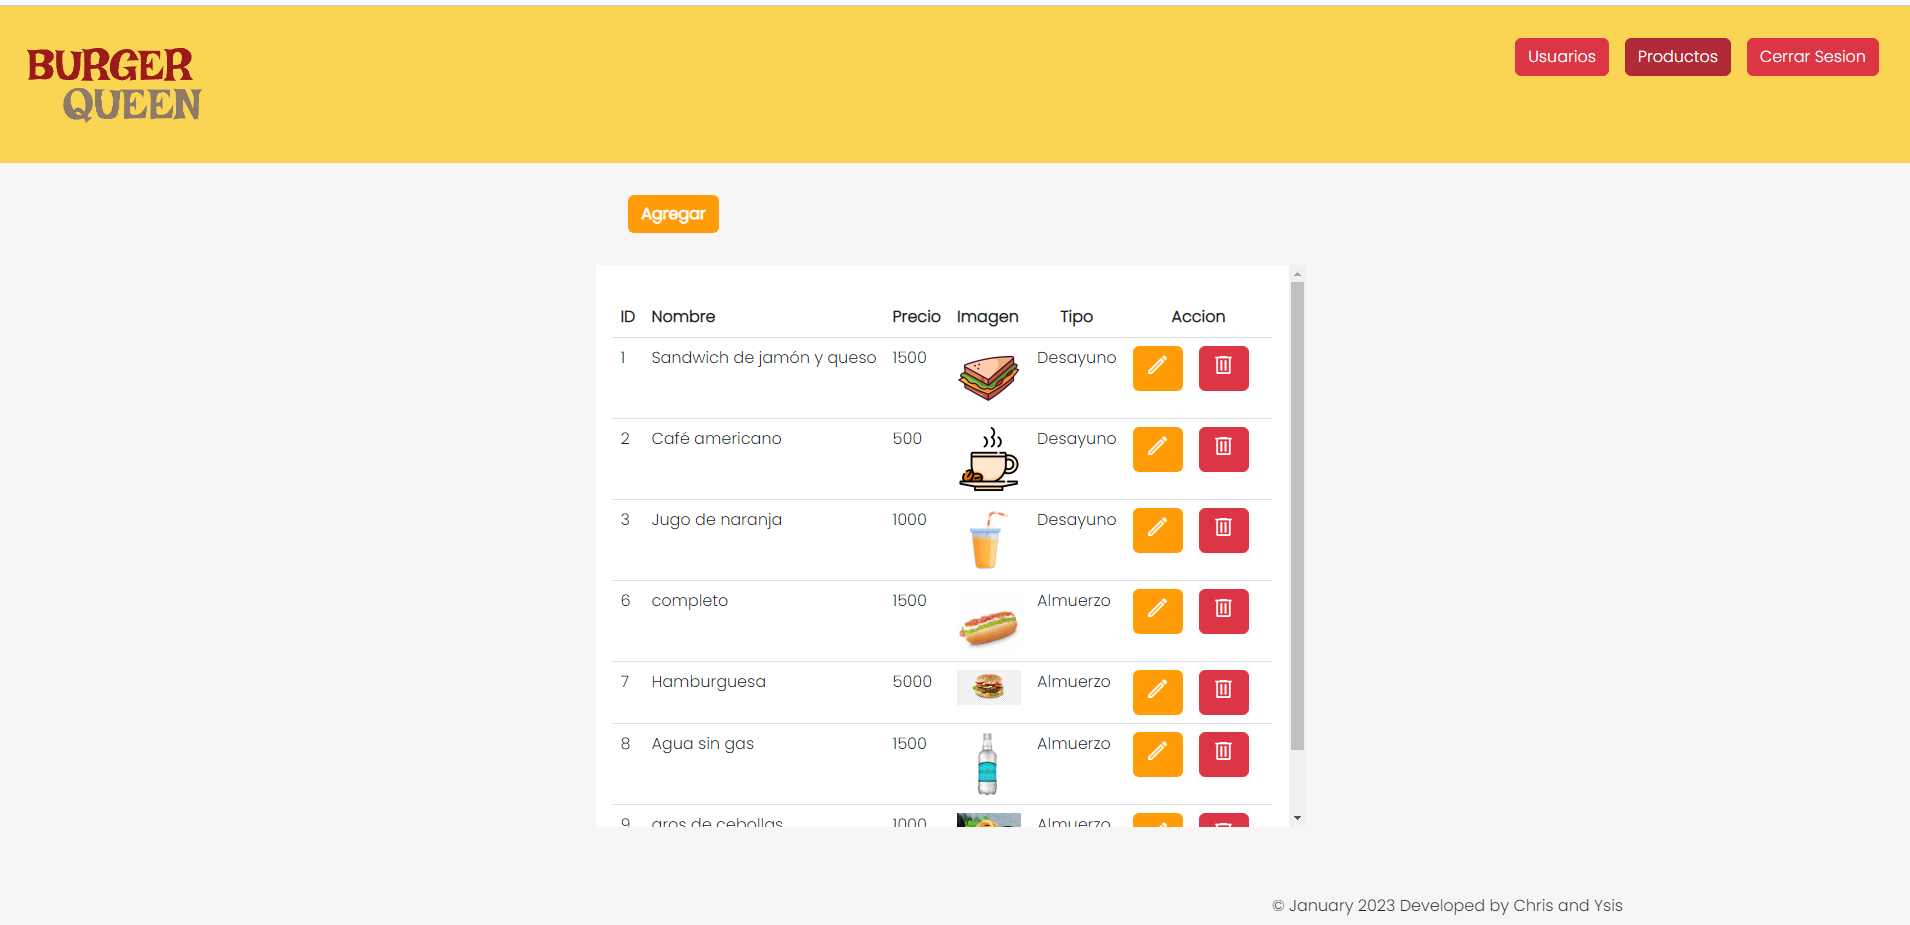 BURGER
QUEEN
Usuarios Productos Cerrar Sesion
Agregar
ID Nombre Precio Imagen Tipo Accion
1 Sandwich de jamón y queso 1500 Desayuno
2 Café americano 500 Desayuno
3 Jugo de naranja 1000 Desayuno
6 completo 1500 Almuerzo
7 Hamburguesa 5000 Almuerzo
8 Agua sin gas 1500 Almuerzo
9 aros de cebollas 1000 Almuerzo
© January 2023 Developed by Chris and Ysis